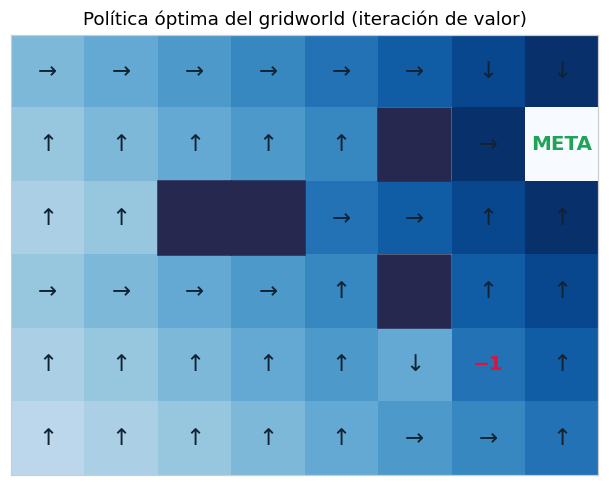 Política óptima del gridworld (iteración de valor)
→ → → → → → ↓ ↓
↑ ↑ ↑ ↑ ↑ → META
↑ ↑ → → ↑ ↑
→ → → → ↑ ↑ ↑
↑ ↑ ↑ ↑ ↑ ↓ −1 ↑
↑ ↑ ↑ ↑ ↑ → → ↑